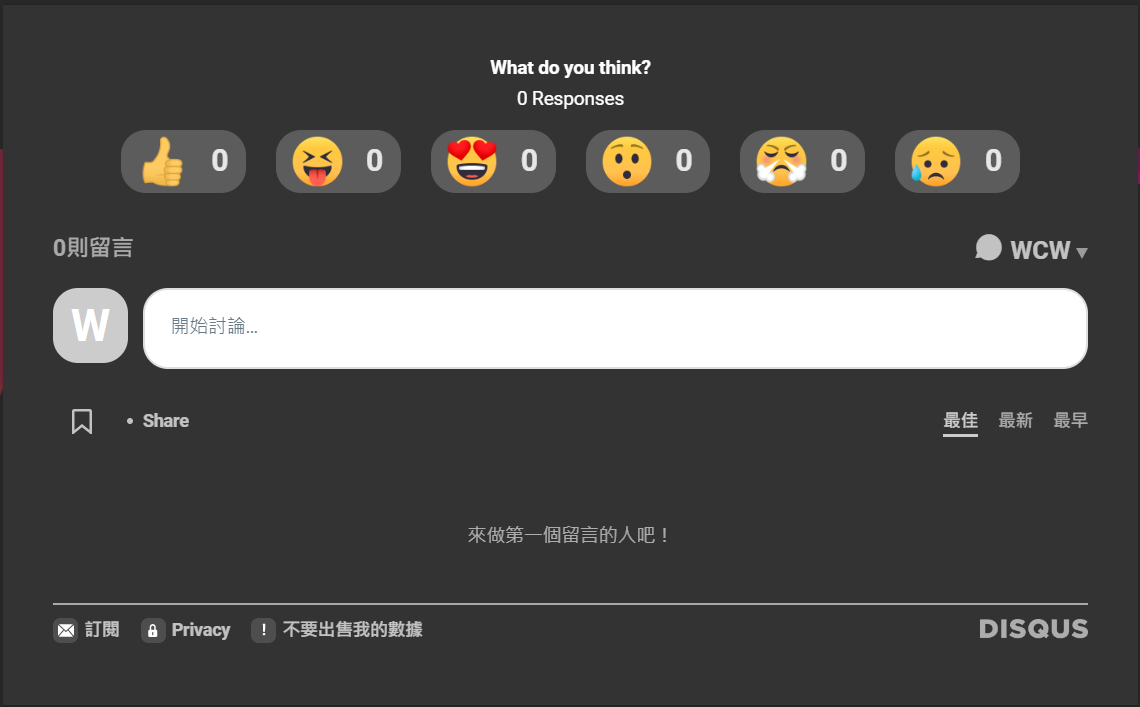 What do you think?
0 Responses
0 0 0 0 0 0
0則留言
WCW
W
開始討論...
• Share
最佳 最新 最早
來做第一個留言的人吧！
訂閱 Privacy ! 不要出售我的數據
DISQUS